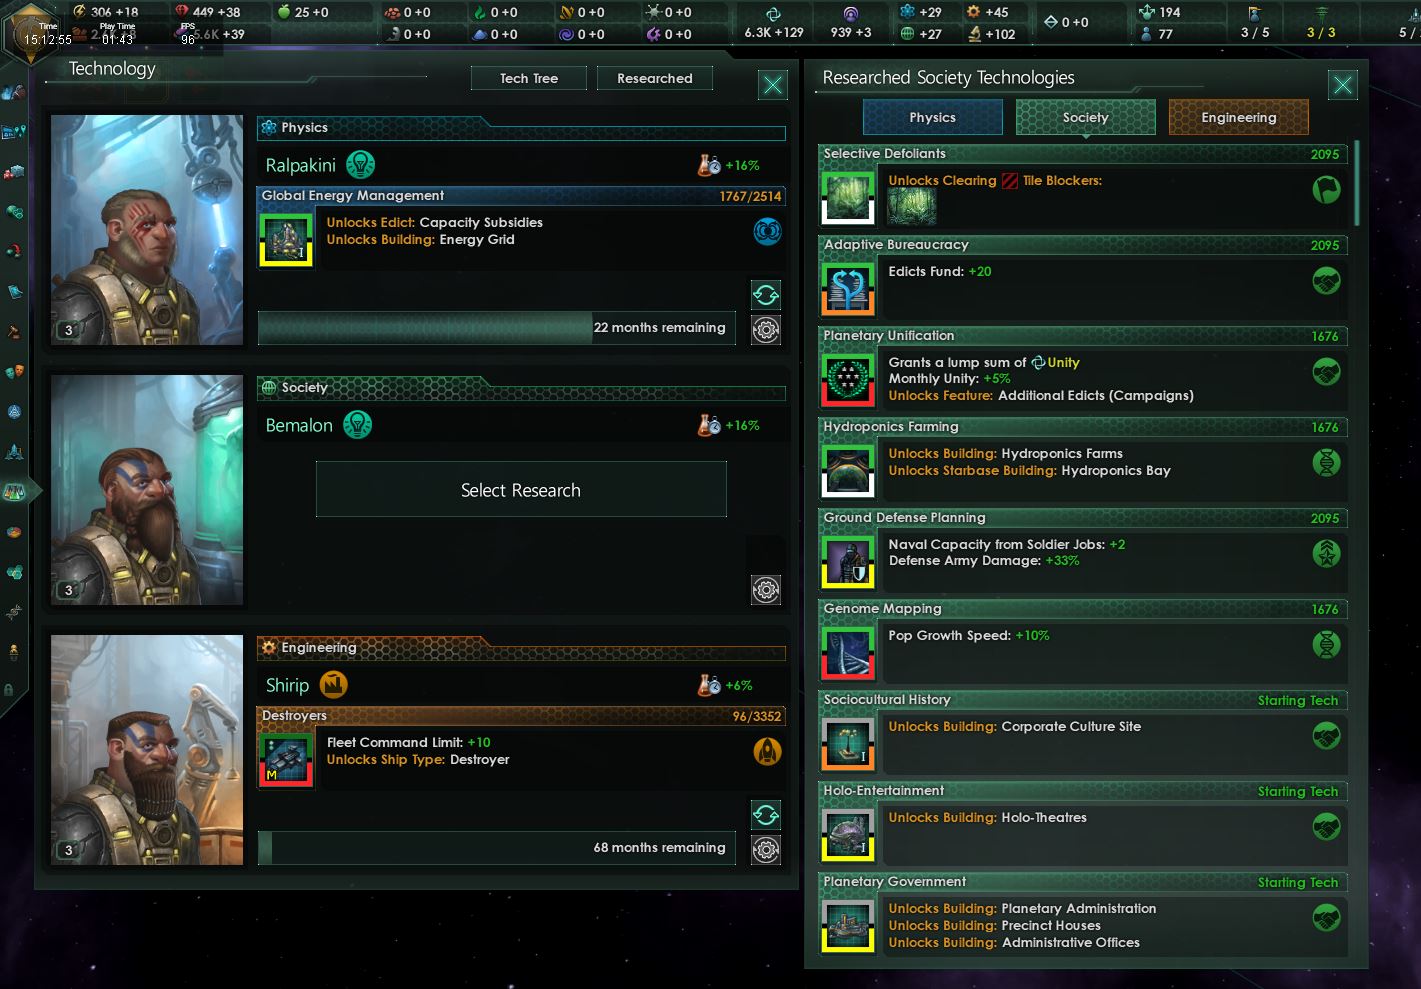 306 +18
449 +38
25 +0
0 +0
0 +0
0 +0
0 +0
+29
+45
0 +0
194
Time
Play Time
FPS
15:12:55
01:43
96
+39
0 +0
0 +0
0 +0
0 +0
6.3K +129
939 +3
+27
+102
77
3 / 5
3 / 3
5 /
Technology
Tech Tree
Researched
Physics
Ralpakini
+16%
Global Energy Management
1767/2514
Unlocks Edict: Capacity Subsidies
Unlocks Building: Energy Grid
I
3
22 months remaining
Society
Bemalon
+16%
Select Research
3
Engineering
Shirip
+6%
Destroyers
96/3352
Fleet Command Limit: +10
Unlocks Ship Type: Destroyer
M
3
68 months remaining
Researched Society Technologies
Physics
Society
Engineering
Selective Defoliants
2095
Unlocks Clearing Tile Blockers:
Adaptive Bureaucracy
2095
Edicts Fund: +20
Planetary Unification
1676
Grants a lump sum of Unity
Monthly Unity: +5%
Unlocks Feature: Additional Edicts (Campaigns)
Hydroponics Farming
1676
Unlocks Building: Hydroponics Farms
Unlocks Starbase Building: Hydroponics Bay
Ground Defense Planning
2095
Naval Capacity from Soldier Jobs: +2
Defense Army Damage: +33%
Genome Mapping
1676
Pop Growth Speed: +10%
Sociocultural History
Starting Tech
Unlocks Building: Corporate Culture Site
I
Holo-Entertainment
Starting Tech
Unlocks Building: Holo-Theatres
I
Planetary Government
Starting Tech
Unlocks Building: Planetary Administration
Unlocks Building: Precinct Houses
Unlocks Building: Administrative Offices